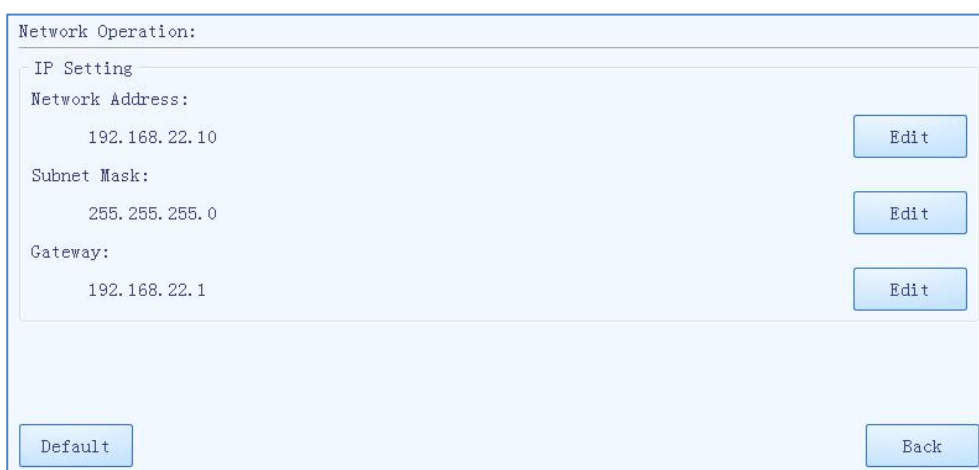 Network Operation:
IP Setting
Network Address:
192.168.22.10
Edit
Subnet Mask:
255.255.255.0
Edit
Gateway:
192.168.22.1
Edit
Default
Back